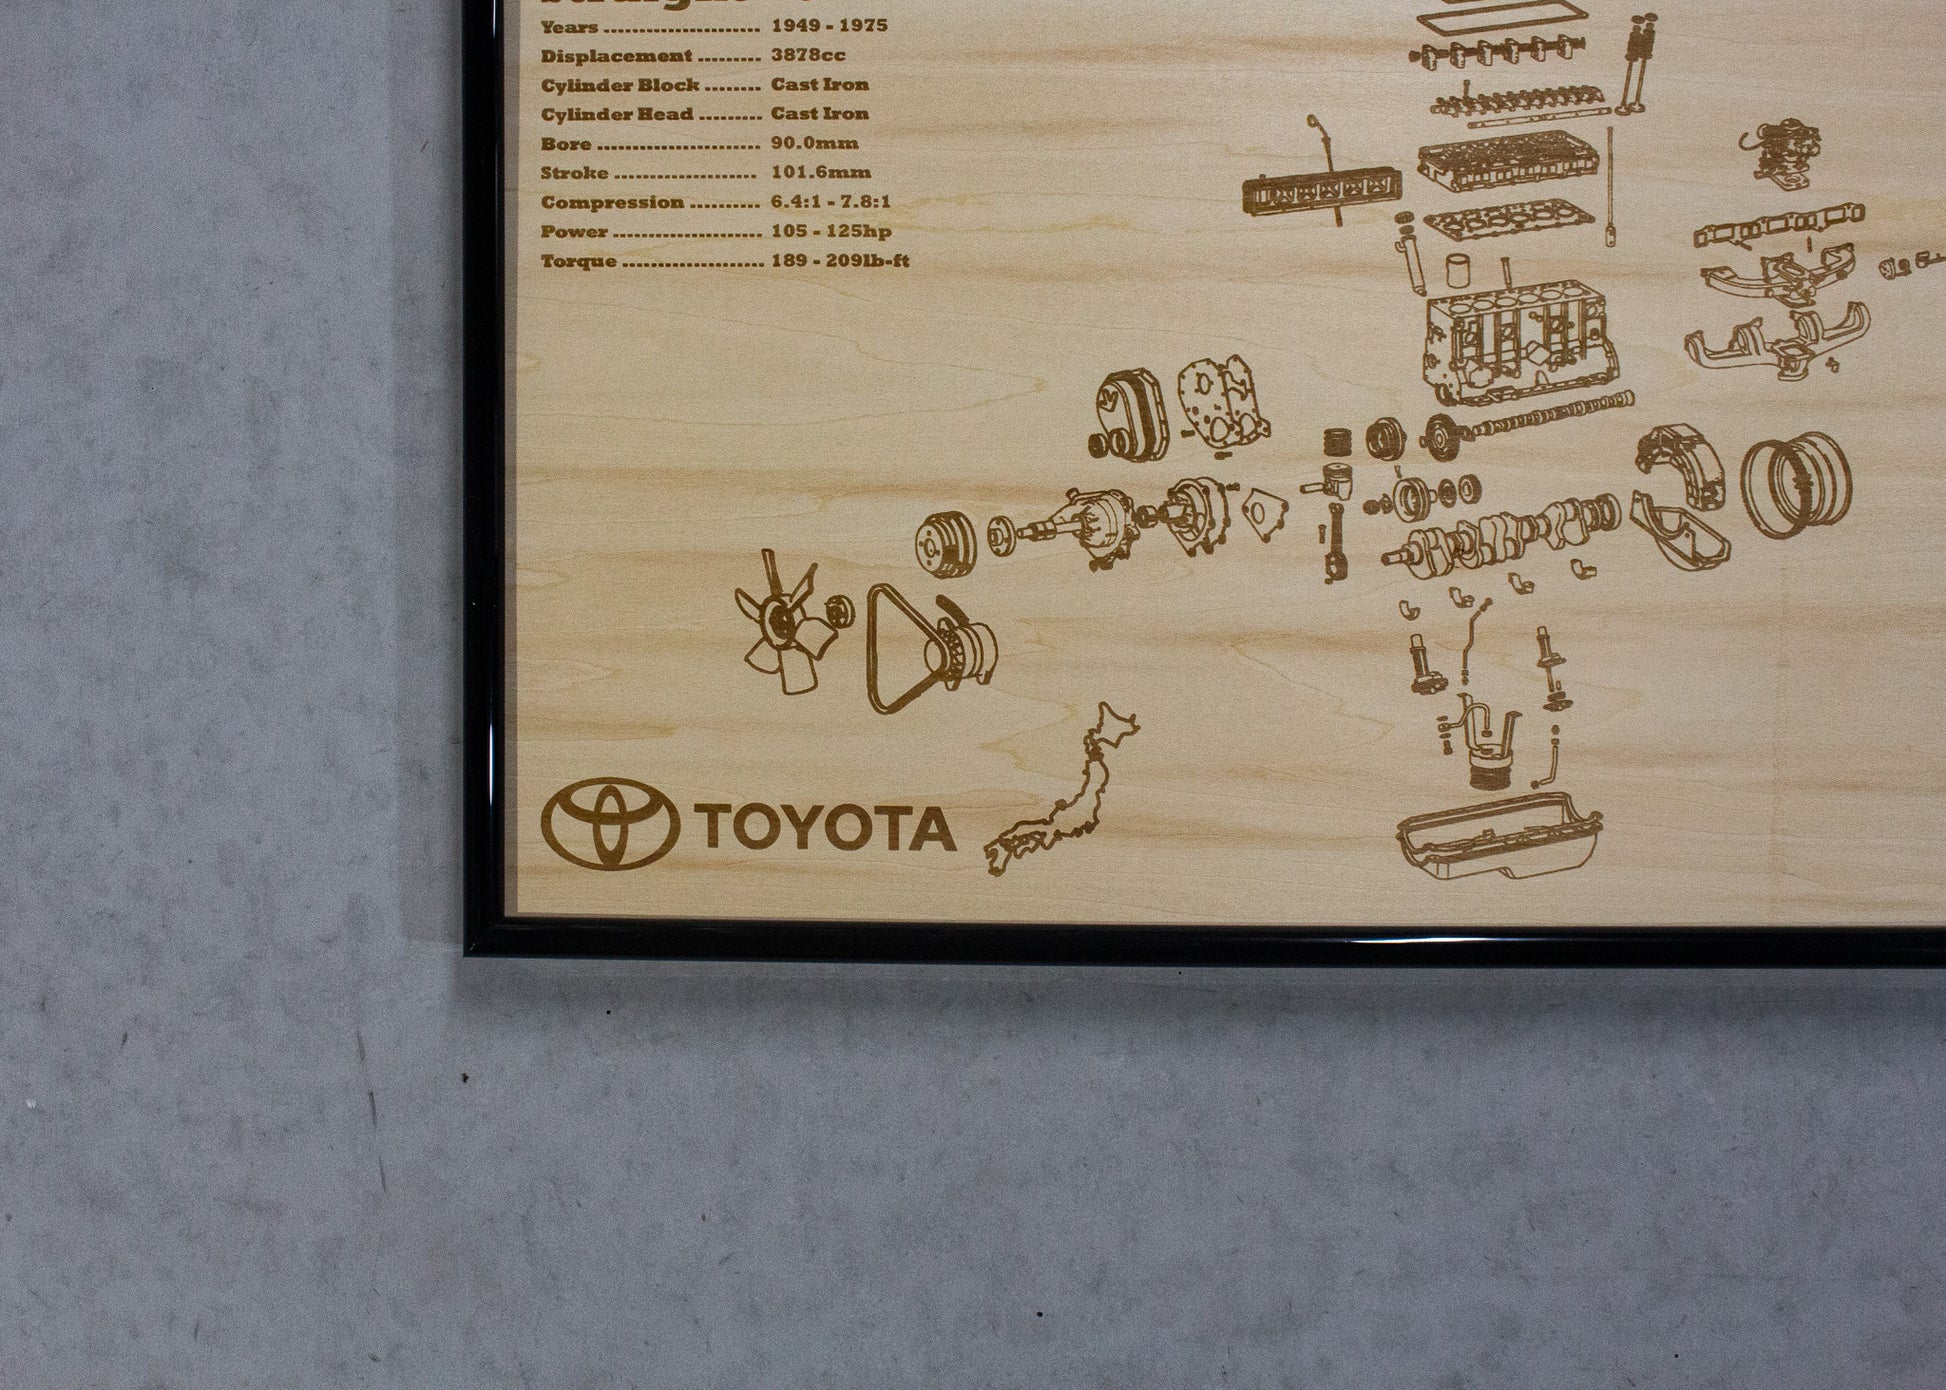 Years ...................... 1949 - 1975
Displacement ......... 3878cc
Cylinder Block ........ Cast Iron
Cylinder Head ......... Cast Iron
Bore ....................... 90.0mm
Stroke .................... 101.6mm
Compression .......... 6.4:1 - 7.8:1
Power ..................... 105 - 125hp
Torque .................... 189 - 209lb-ft
TOYOTA